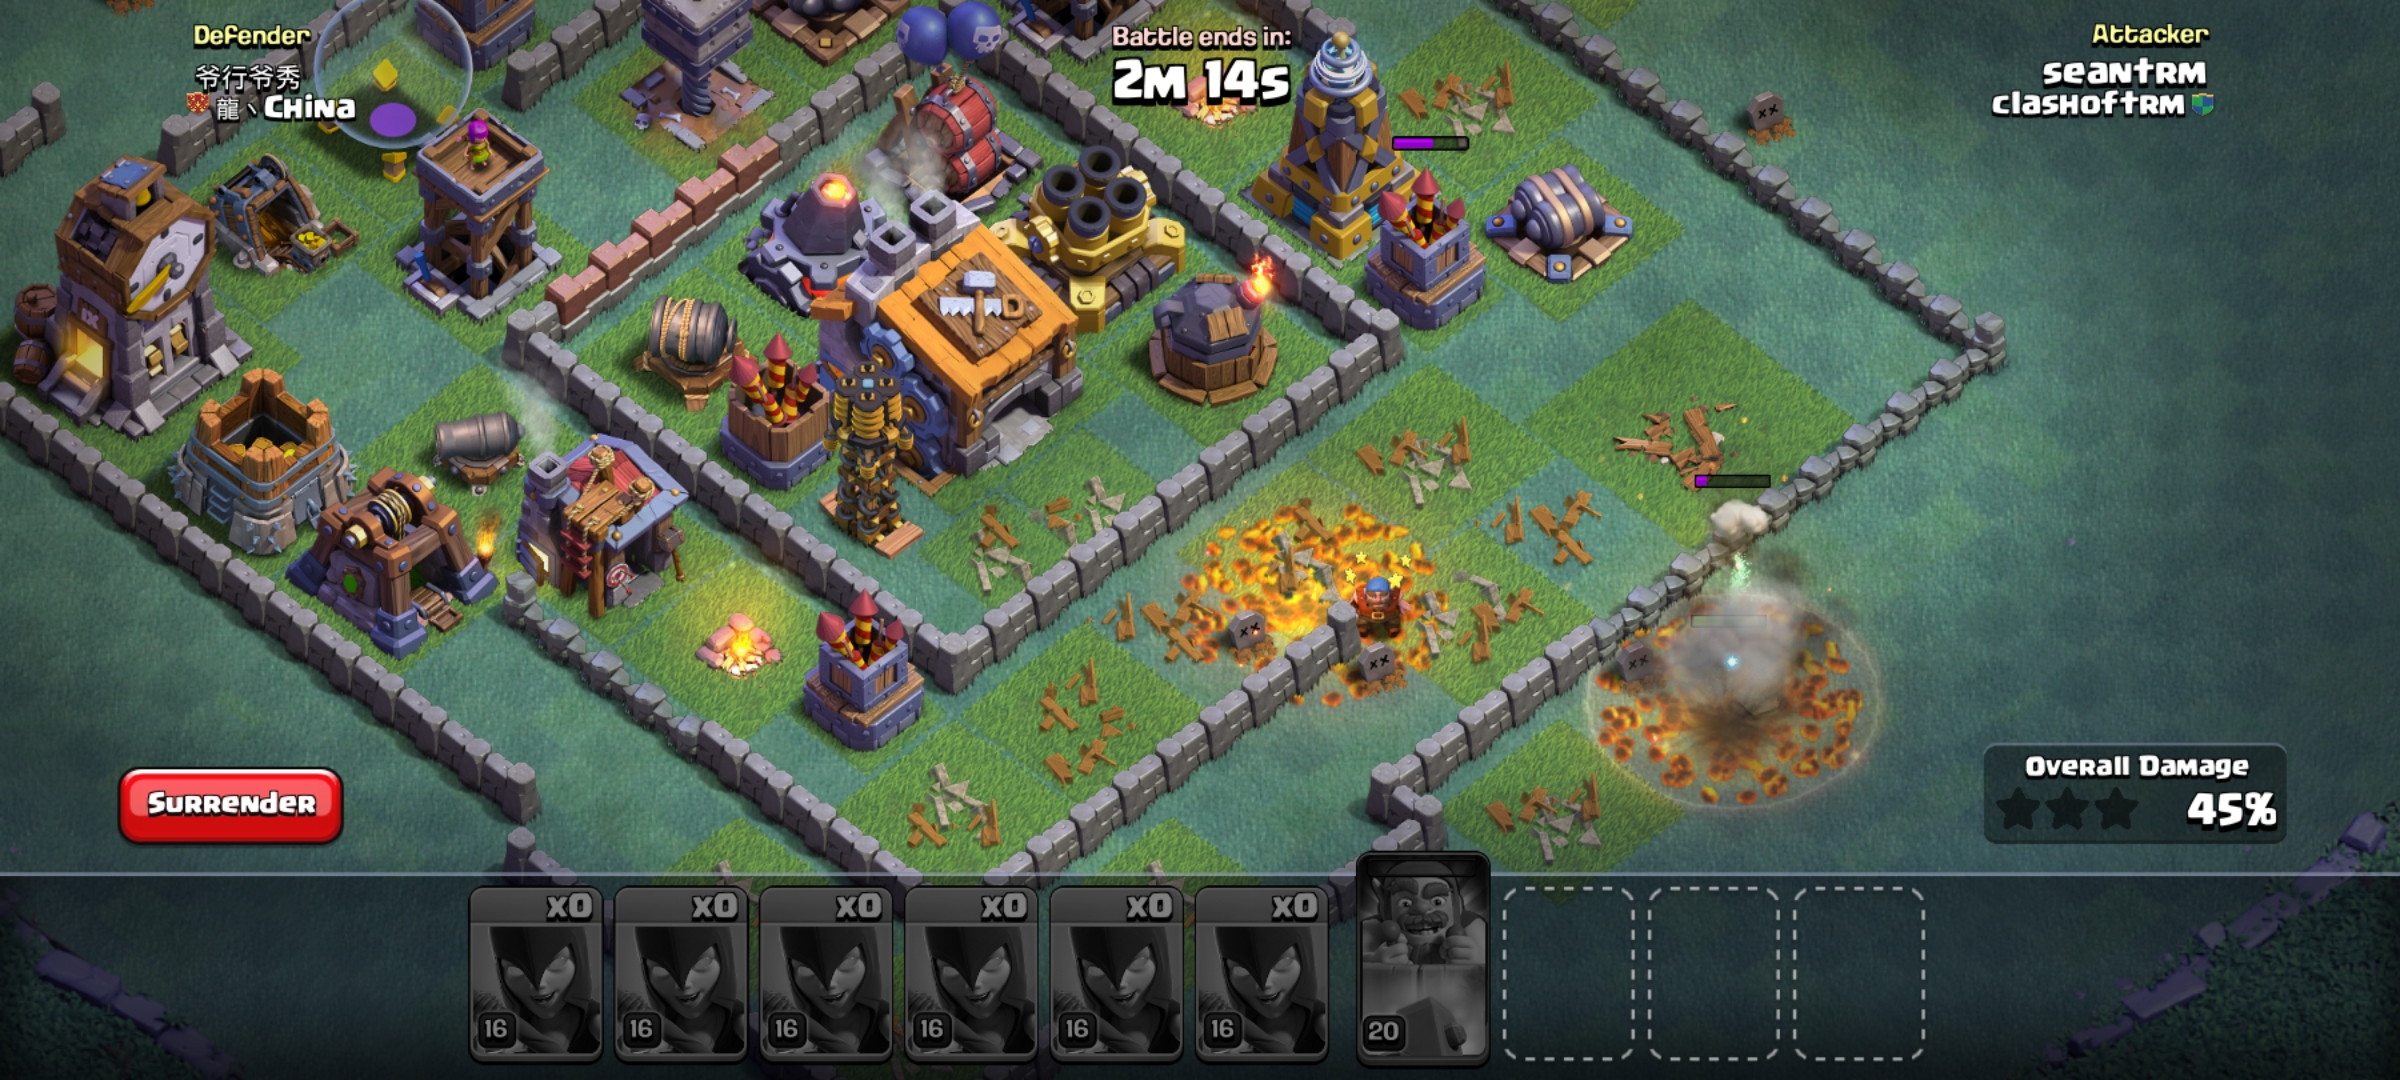 Defender
爷行爷秀
龍丶CHINA
Battle ends in:
2M 14s
Attacker
seantRM
clashoftRM
IX
Surrender
Overall Damage
45%
x0
x0
x0
x0
x0
x0
16
16
16
16
16
16
20